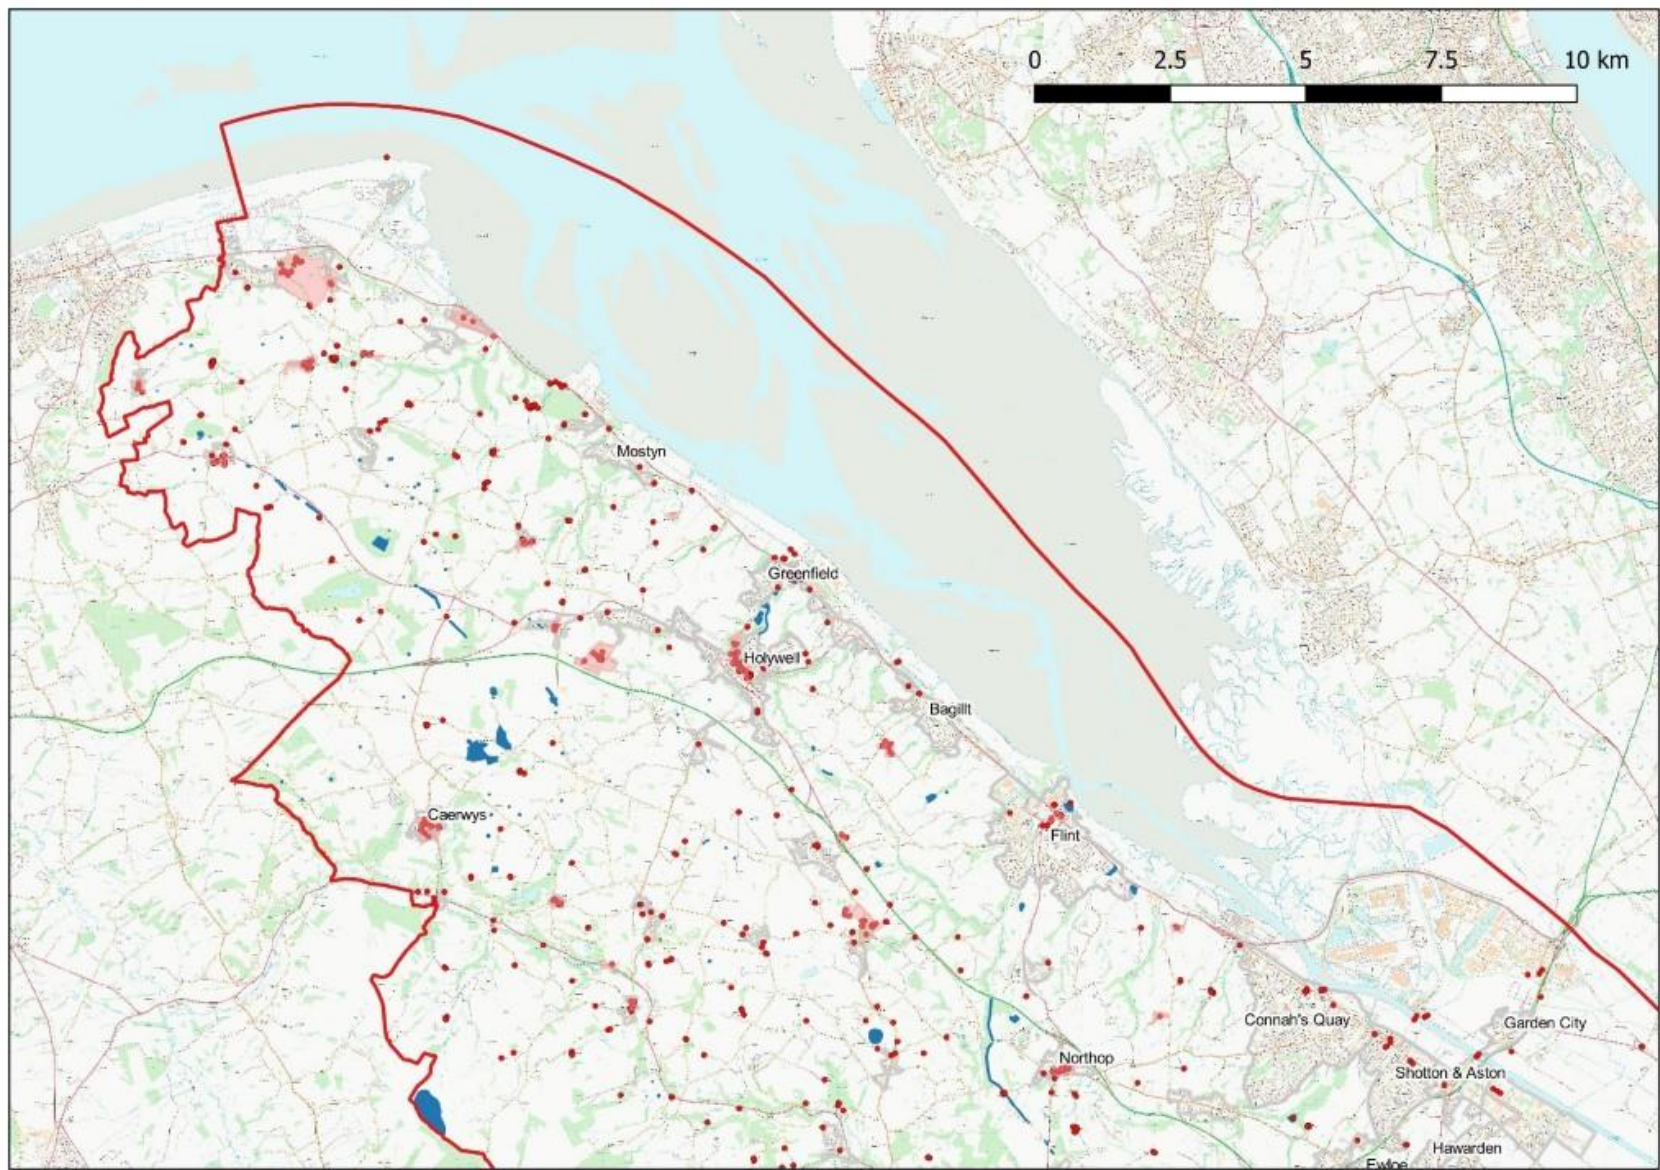 0 2.5 5 7.5 10 km
Mostyn
Greenfield
Holywell
Bagillt
Caerwys
Flint
Connah's Quay
Garden City
Northop
Shotton & Aston
Hawarden
Ewloe